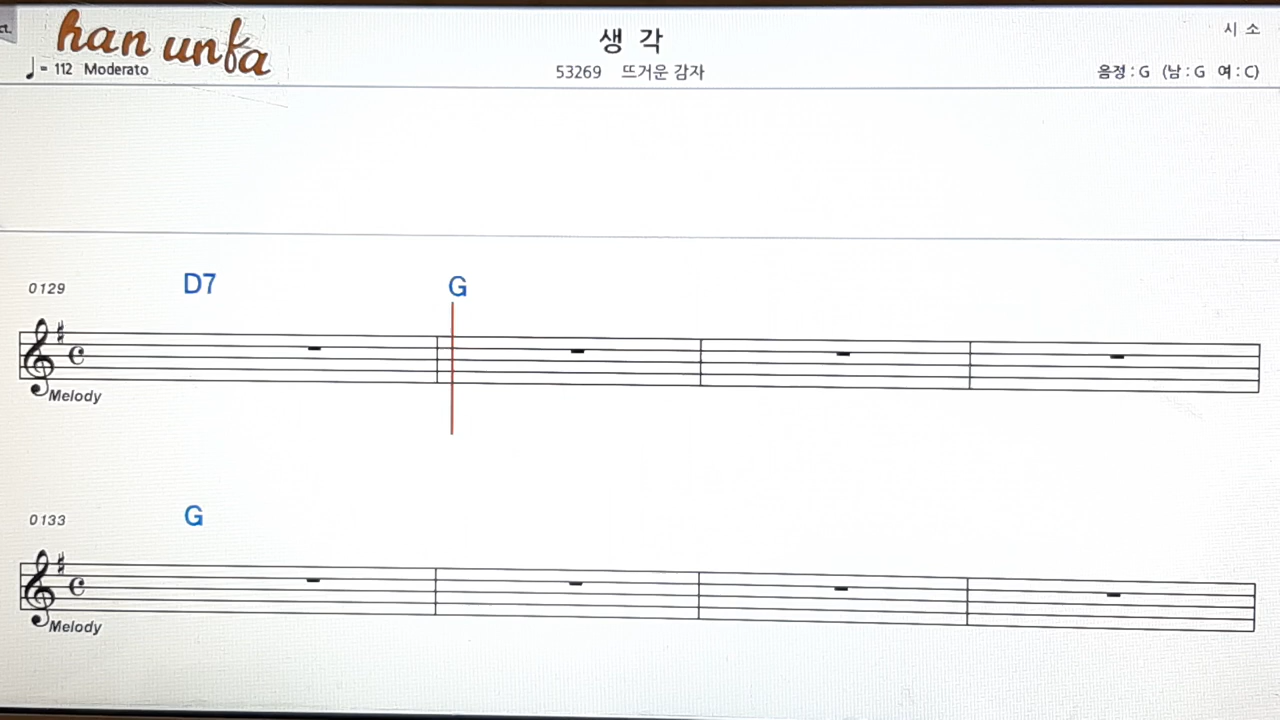 ct.
han unfa
생 각
시 소
♩= 112 Moderato
53269 뜨거운 감자
음정 : G (남 : G 여 : C)
0129 D7 G
Melody
0133 G
Melody